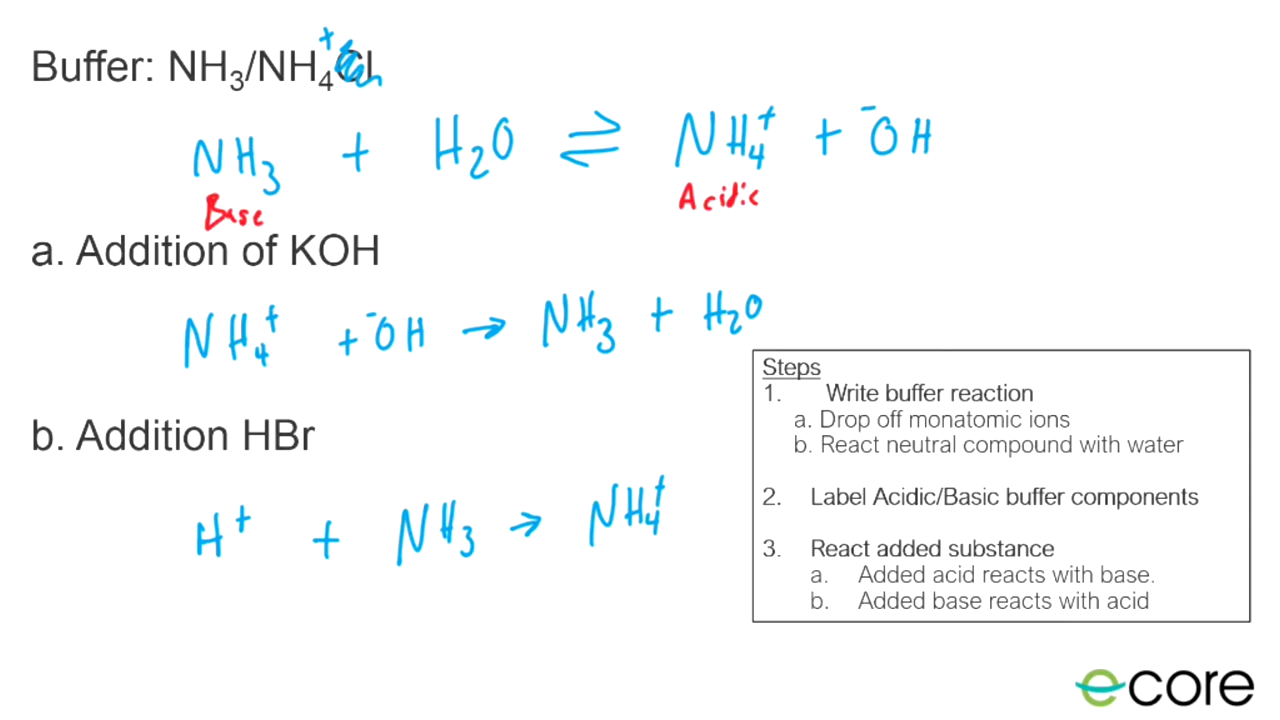 Buffer: NH₃/NH₄⁺Cl
NH₃ + H₂O ⇌ NH₄⁺ + ⁻OH
Base Acidic
a. Addition of KOH
NH₄⁺ + ⁻OH → NH₃ + H₂O
b. Addition HBr
H⁺ + NH₃ → NH₄⁺
Steps
1. Write buffer reaction
a. Drop off monatomic ions
b. React neutral compound with water
2. Label Acidic/Basic buffer components
3. React added substance
a. Added acid reacts with base.
b. Added base reacts with acid
ecore